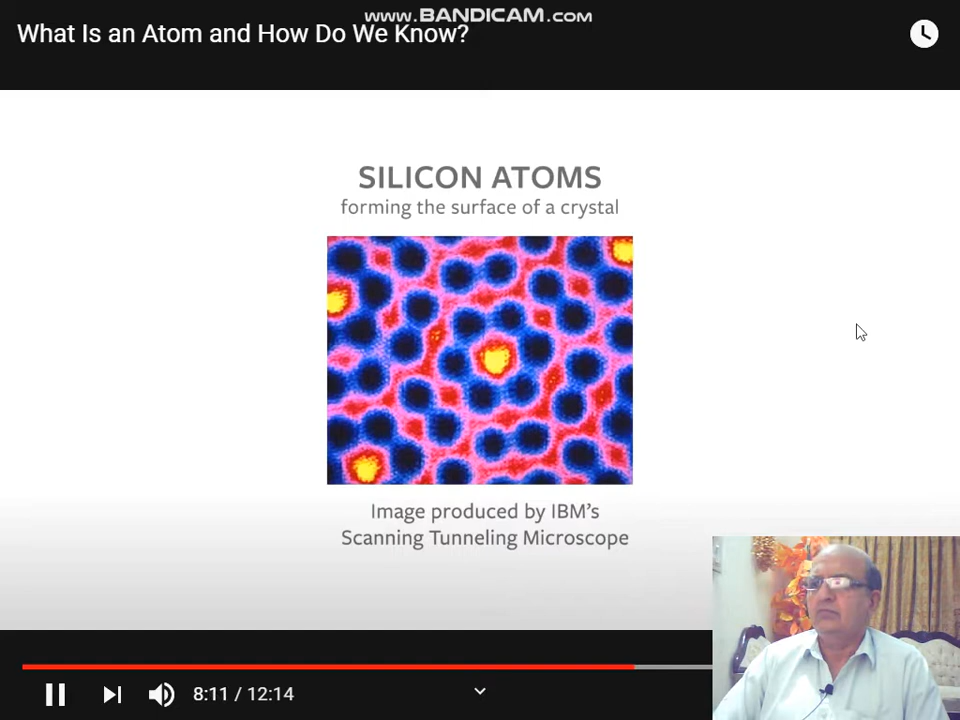 www.BANDICAM.com
What Is an Atom and How Do We Know?
SILICON ATOMS
forming the surface of a crystal
Image produced by IBM's
Scanning Tunneling Microscope
8:11 / 12:14